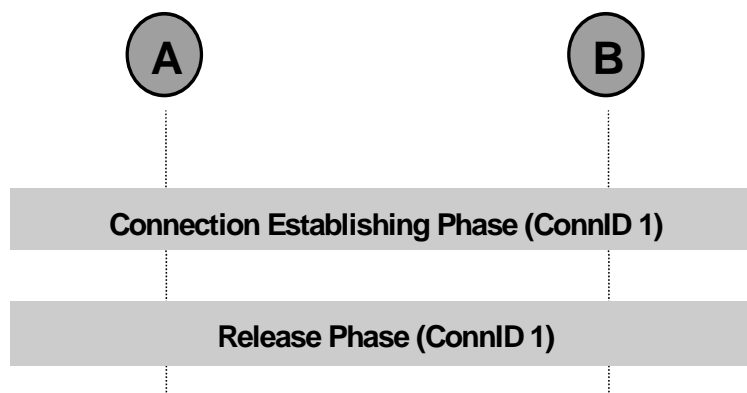 A
B
Connection Establishing Phase (ConnID 1)
Release Phase (ConnID 1)